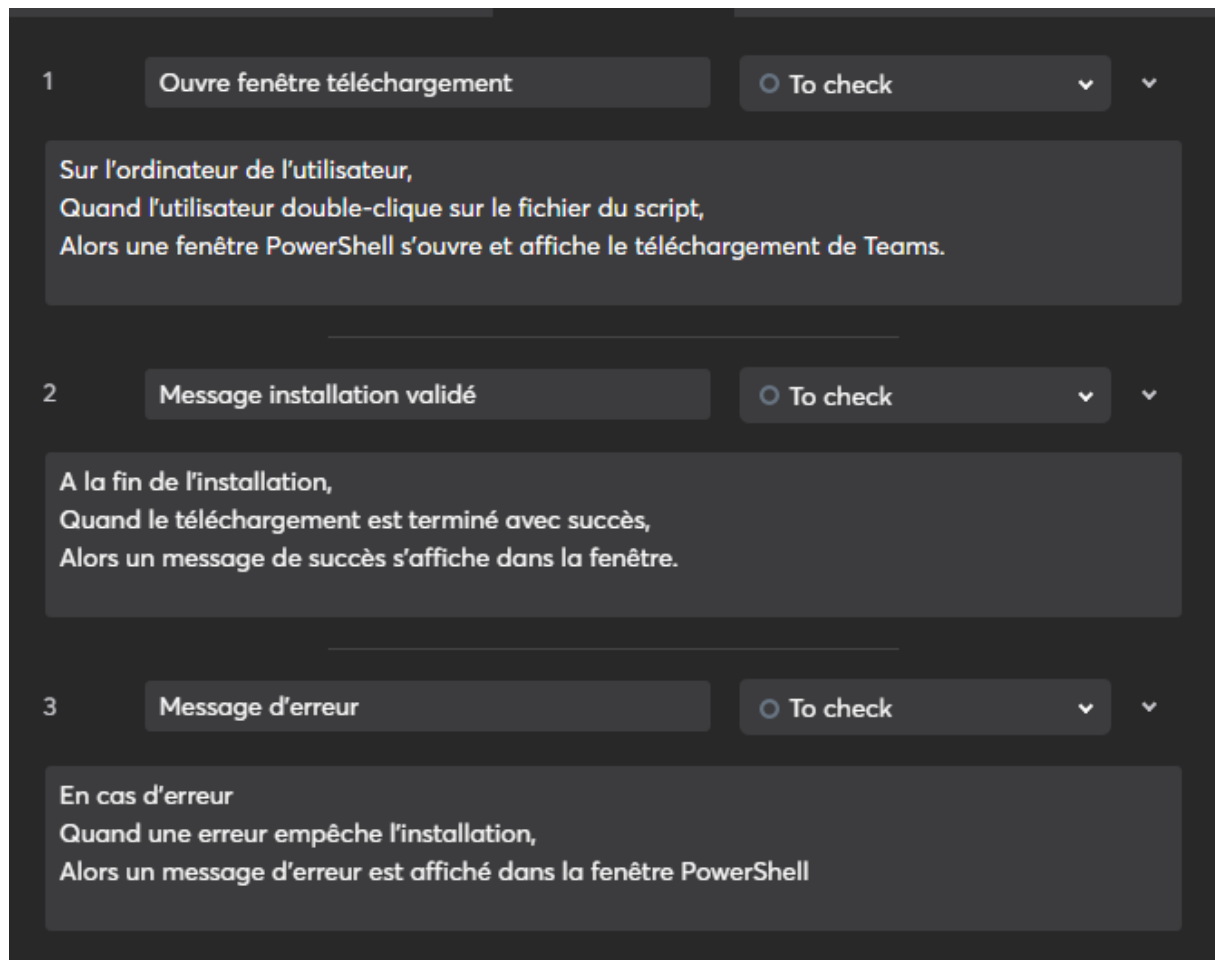 1
Ouvre fenêtre téléchargement
To check
Sur l'ordinateur de l'utilisateur,
Quand l'utilisateur double-clique sur le fichier du script,
Alors une fenêtre PowerShell s'ouvre et affiche le téléchargement de Teams.
2
Message installation validé
To check
A la fin de l'installation,
Quand le téléchargement est terminé avec succès,
Alors un message de succès s'affiche dans la fenêtre.
3
Message d'erreur
To check
En cas d'erreur
Quand une erreur empêche l'installation,
Alors un message d'erreur est affiché dans la fenêtre PowerShell